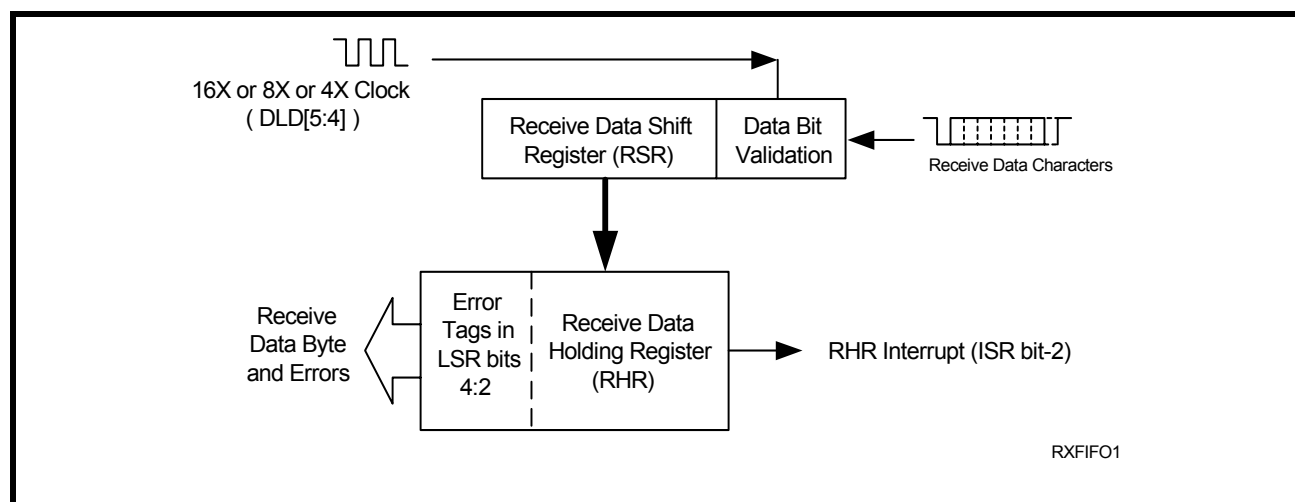 16X or 8X or 4X Clock
( DLD[5:4] )
Receive Data Shift
Register (RSR)
Data Bit
Validation
Receive Data Characters
Receive
Data Byte
and Errors
Error
Tags in
LSR bits
4:2
Receive Data
Holding Register
(RHR)
RHR Interrupt (ISR bit-2)
RXFIFO1